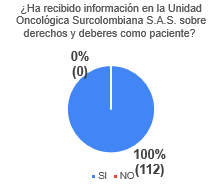 ¿Ha recibido información en la Unidad
Oncológica Surcolombiana S.A.S. sobre
derechos y deberes como paciente?
0%
(0)
100%
(112)
SI NO